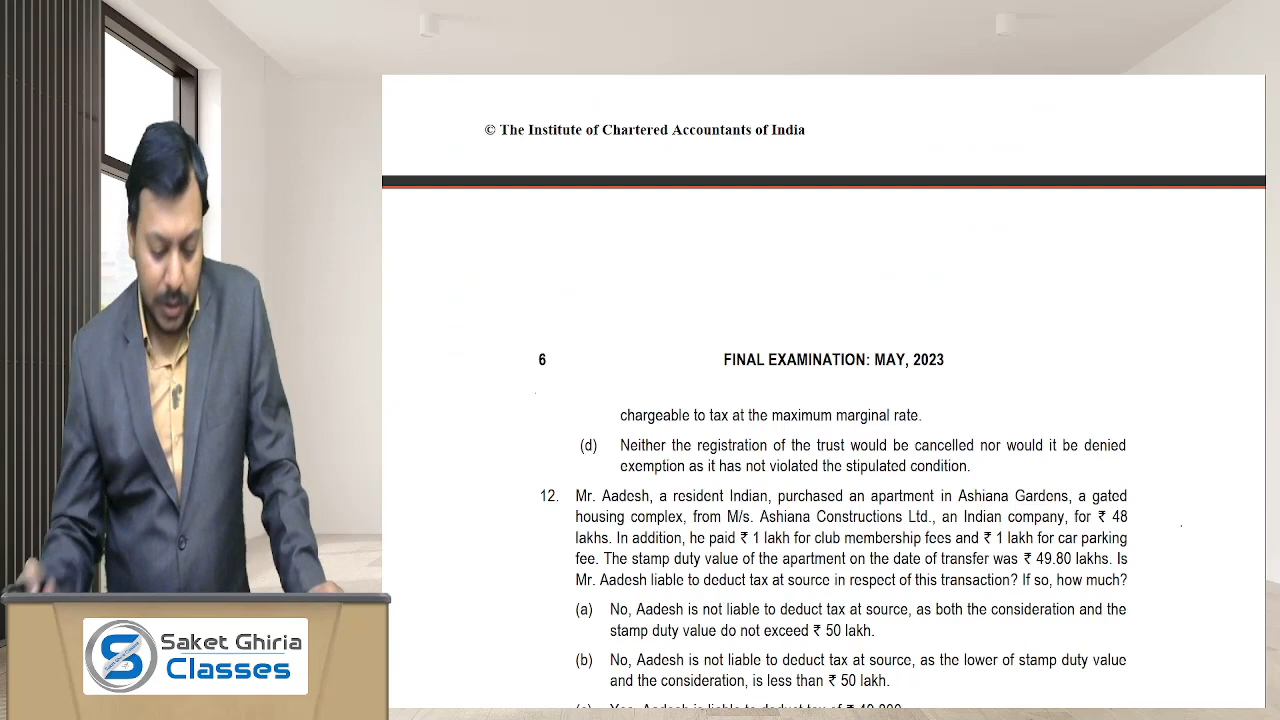 © The Institute of Chartered Accountants of India
6 FINAL EXAMINATION: MAY, 2023
chargeable to tax at the maximum marginal rate.
(d) Neither the registration of the trust would be cancelled nor would it be denied
exemption as it has not violated the stipulated condition.
12. Mr. Aadesh, a resident Indian, purchased an apartment in Ashiana Gardens, a gated
housing complex, from M/s. Ashiana Constructions Ltd., an Indian company, for ₹ 48
lakhs. In addition, he paid ₹ 1 lakh for club membership fees and ₹ 1 lakh for car parking
fee. The stamp duty value of the apartment on the date of transfer was ₹ 49.80 lakhs. Is
Mr. Aadesh liable to deduct tax at source in respect of this transaction? If so, how much?
(a) No, Aadesh is not liable to deduct tax at source, as both the consideration and the
stamp duty value do not exceed ₹ 50 lakh.
(b) No, Aadesh is not liable to deduct tax at source as the lower of stamp duty value
and the consideration, is less than ₹ 50 lakh.
Saket Ghiria
Classes